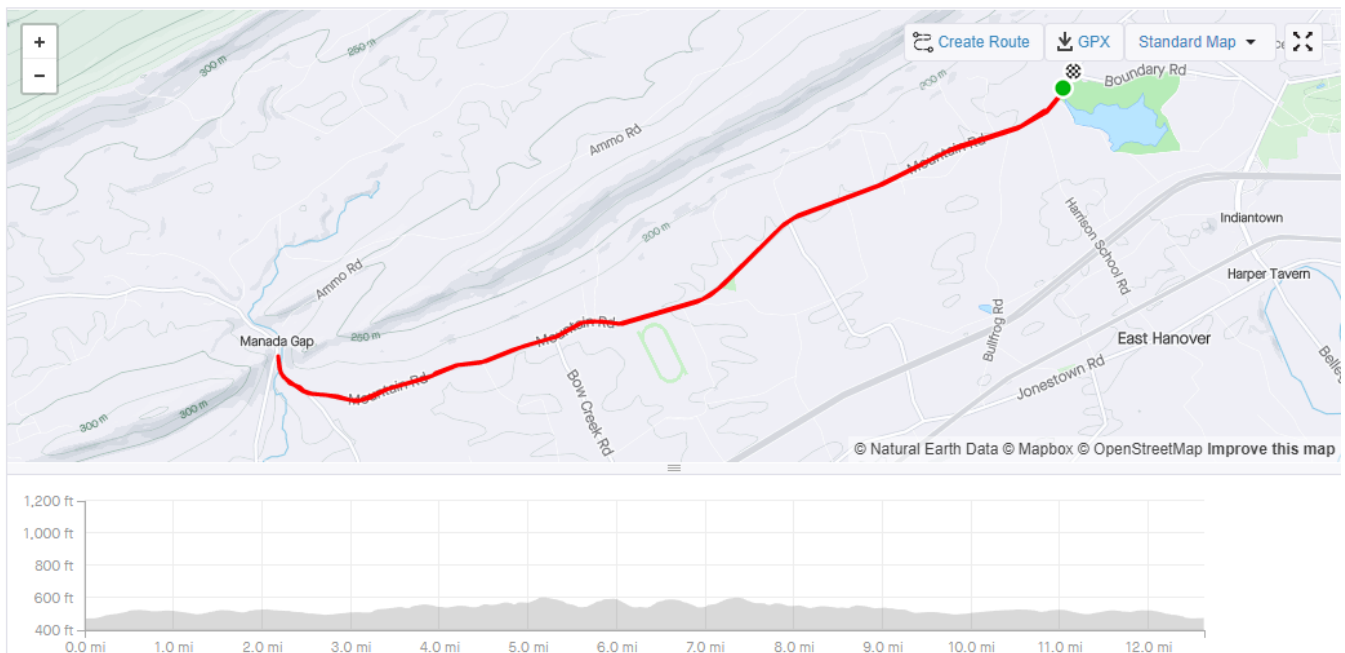 +
−
Create Route
GPX
Standard Map
300 m
250 m
200 m
Boundary Rd
Ammo Rd
Mountain Rd
Harrison School Rd
Indiantown
200 m
Ammo Rd
Harper Tavern
Bullfrog Rd
Mountain Rd
Manada Gap
250 m
East Hanover
Jonestown Rd
Mountain Rd
Bow Creek Rd
300 m
300 m
© Natural Earth Data © Mapbox © OpenStreetMap Improve this map
1,200 ft
1,000 ft
800 ft
600 ft
400 ft
0.0 mi 1.0 mi 2.0 mi 3.0 mi 4.0 mi 5.0 mi 6.0 mi 7.0 mi 8.0 mi 9.0 mi 10.0 mi 11.0 mi 12.0 mi